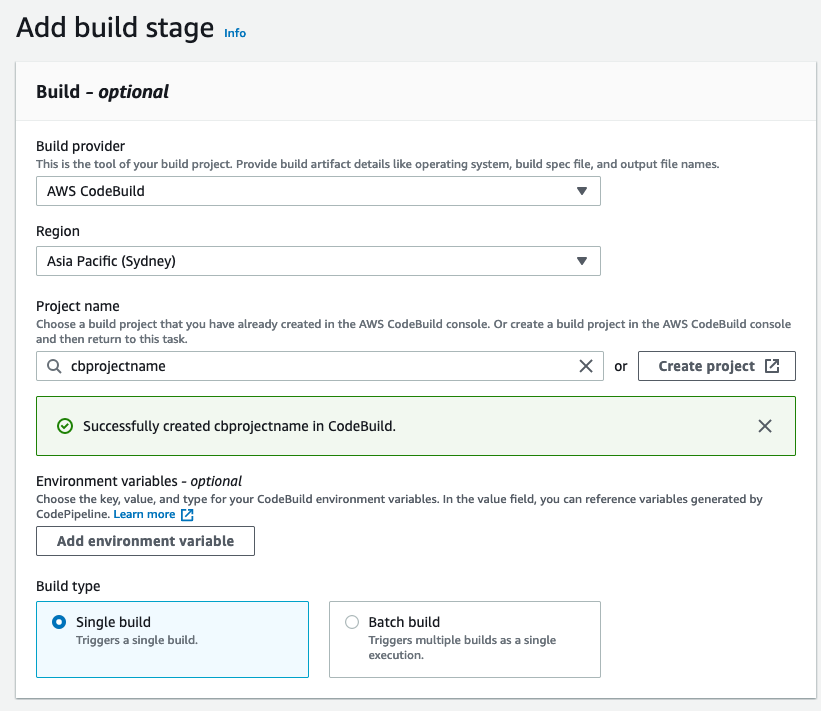 Add build stage Info
Build - optional
Build provider
This is the tool of your build project. Provide build artifact details like operating system, build spec file, and output file names.
AWS CodeBuild
Region
Asia Pacific (Sydney)
Project name
Choose a build project that you have already created in the AWS CodeBuild console. Or create a build project in the AWS CodeBuild console
and then return to this task.
cbprojectname or Create project
Successfully created cbprojectname in CodeBuild.
Environment variables - optional
Choose the key, value, and type for your CodeBuild environment variables. In the value field, you can reference variables generated by
CodePipeline. Learn more
Add environment variable
Build type
Single build
Triggers a single build.
Batch build
Triggers multiple builds as a single
execution.